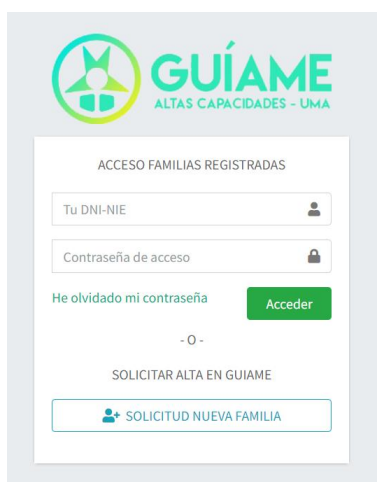 GUÍAME
ALTAS CAPACIDADES - UMA
ACCESO FAMILIAS REGISTRADAS
Tu DNI-NIE
Contraseña de acceso
He olvidado mi contraseña
Acceder
- O -
SOLICITAR ALTA EN GUIAME
SOLICITUD NUEVA FAMILIA